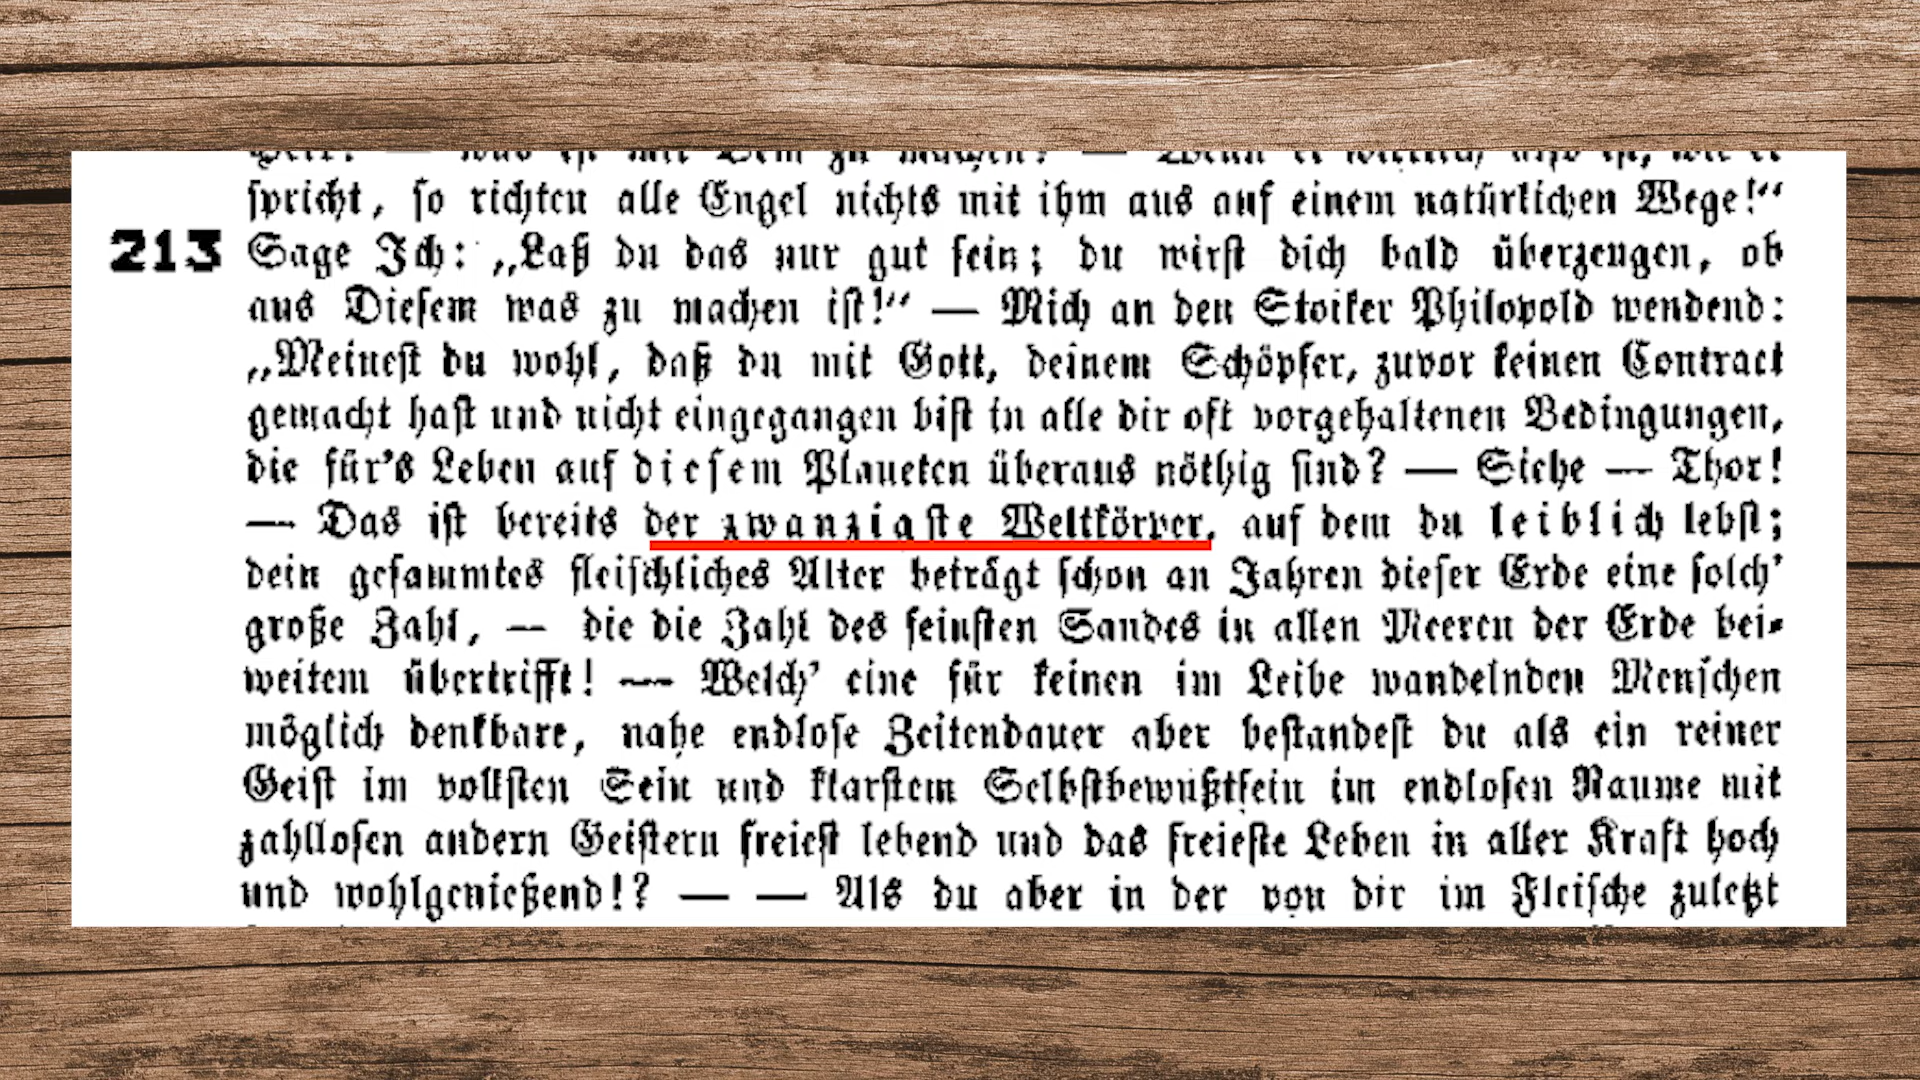 spricht, so richten alle Engel nichts mit ihm aus auf einem natürlichen Wege!“
213 Sage Ich: „Laß du das nur gut sein; du wirst dich bald überzeugen, ob
aus Diesem was zu machen ist!“ — Mich an den Stoiker Philopold wendend:
„Meinest du wohl, daß du mit Gott, deinem Schöpfer, zuvor keinen Contract
gemacht hast und nicht eingegangen bist in alle dir oft vorgehaltenen Bedingungen,
die für's Leben auf diesem Planeten überaus nöthig sind? — Siehe — Thor!
— Das ist bereits der zwanzigste Weltkörper, auf dem du leiblich lebst;
dein gesammtes fleischliches Alter beträgt schon an Jahren dieser Erde eine solch'
große Zahl, — die die Zahl des feinsten Sandes in allen Meeren der Erde bei-
weitem übertrifft! — Welch' eine für keinen im Leibe wandelnden Menschen
möglich denkbare, nahe endlose Zeitendauer aber bestandest du als ein reiner
Geist im vollsten Sein und klarstem Selbstbewußtsein im endlosen Raume mit
zahllosen andern Geistern freiest lebend und das freieste Leben in aller Kraft hoch
und wohlgenießend!? — — Als du aber in der von dir im Fleische zuletzt